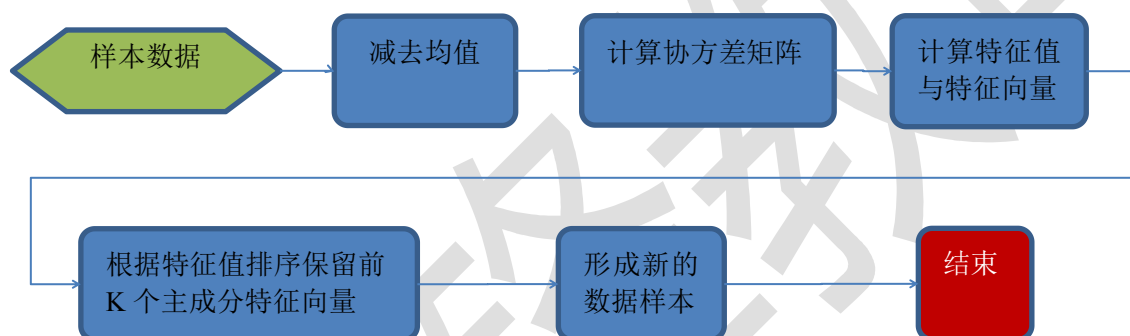 样本数据
减去均值
计算协方差矩阵
计算特征值
与特征向量
根据特征值排序保留前
K 个主成分特征向量
形成新的
数据样本
结束